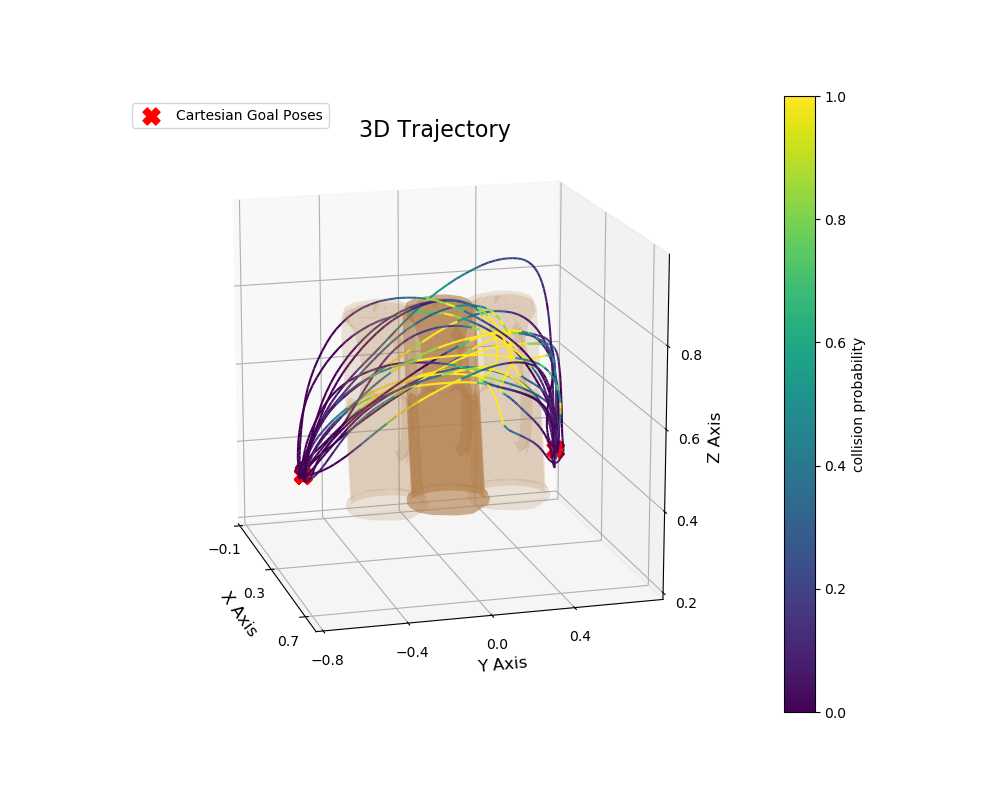 Cartesian Goal Poses
3D Trajectory
1.0
0.8
0.6
0.4
0.2
0.0
collision probability
0.8
0.6
0.4
0.2
Z Axis
−0.1
0.3
0.7
X Axis
−0.8
−0.4
0.0
0.4
Y Axis